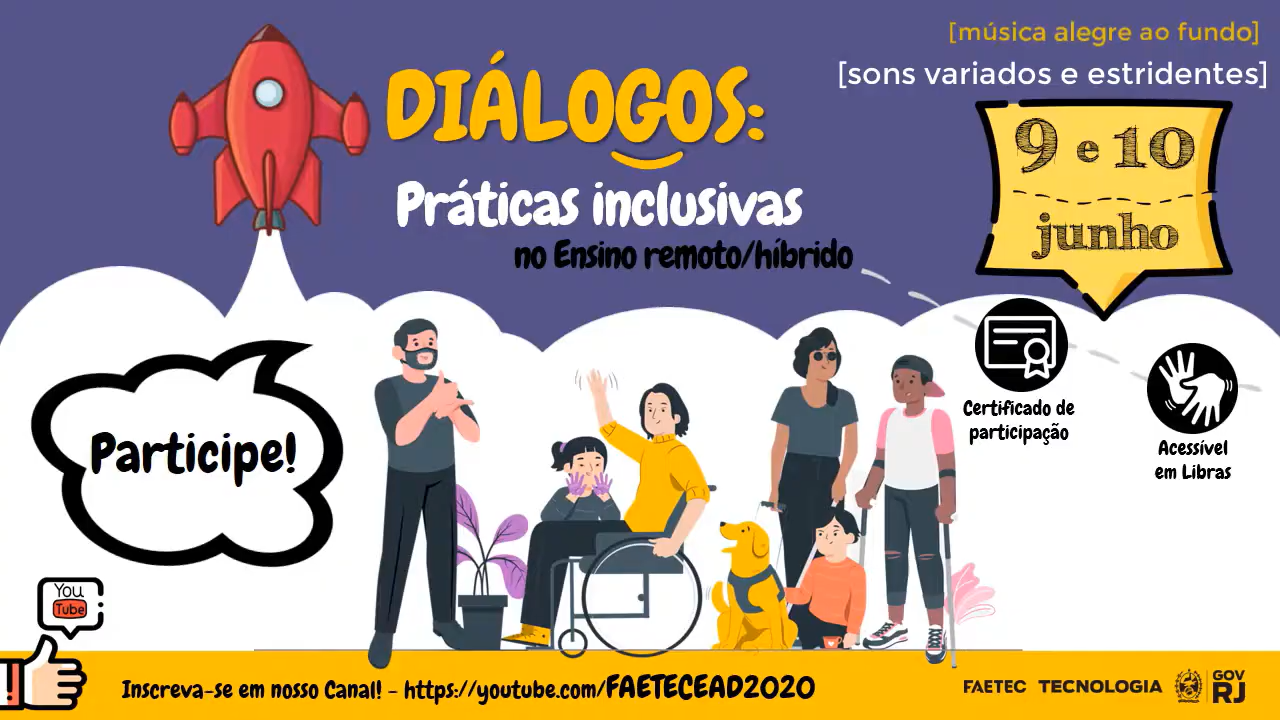 [música alegre ao fundo]
[sons variados e estridentes]
DIÁLOGOS:
Práticas inclusivas
no Ensino remoto/híbrido
9 e 10
junho
Certificado de
participação
Acessível
em Libras
Participe!
You
Tube
Inscreva-se em nosso Canal! - https://youtube.com/FAETECEAD2020
FAETEC TECNOLOGIA GOV
RJ